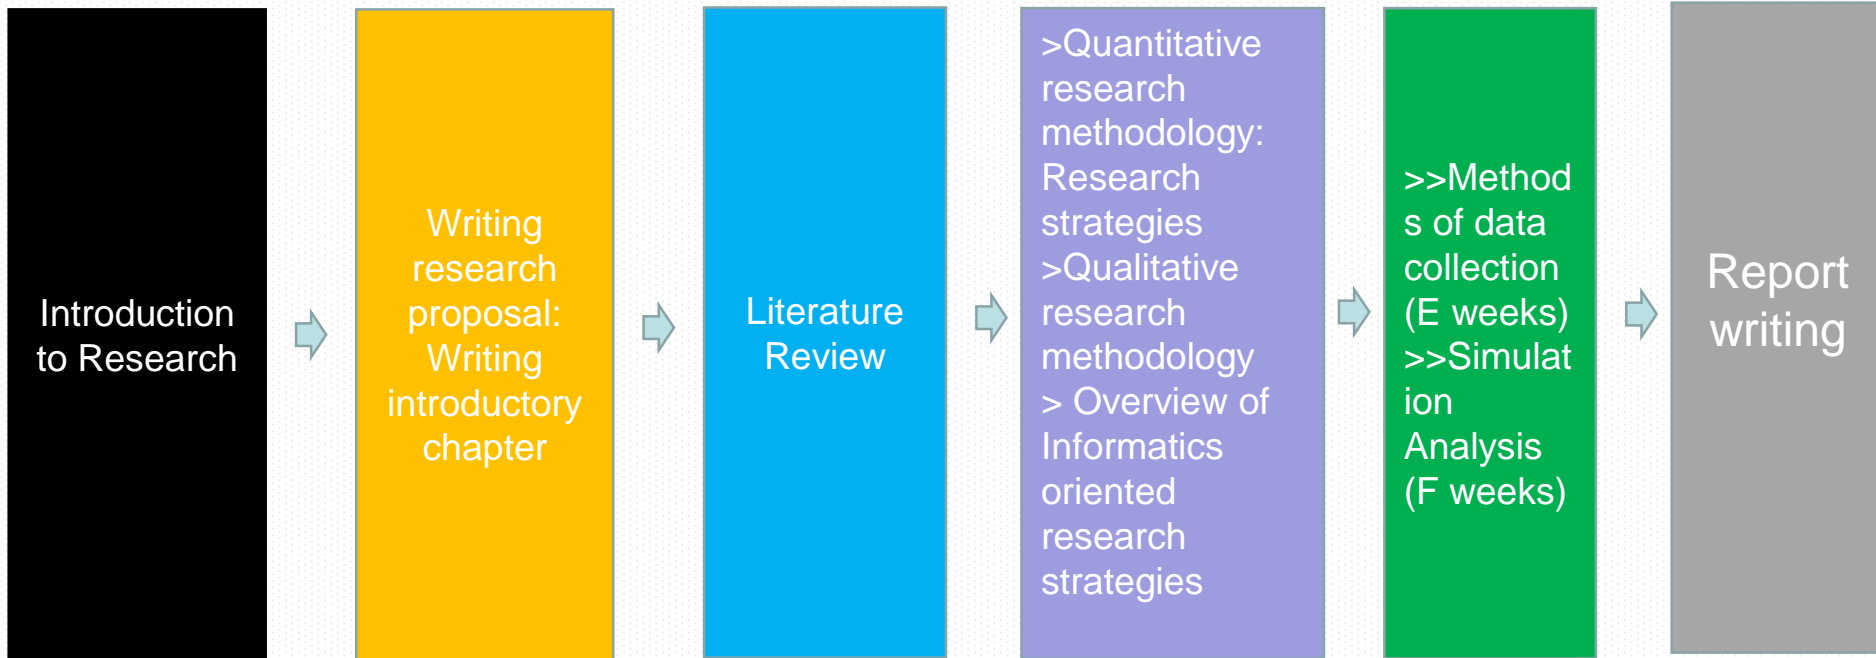 Introduction
to Research
Writing
research
proposal:
Writing
introductory
chapter
Literature
Review
>Quantitative
research
methodology:
Research
strategies
>Qualitative
research
methodology
> Overview of
Informatics
oriented
research
strategies
>>Method
s of data
collection
(E weeks)
>>Simulat
ion
Analysis
(F weeks)
Report
writing